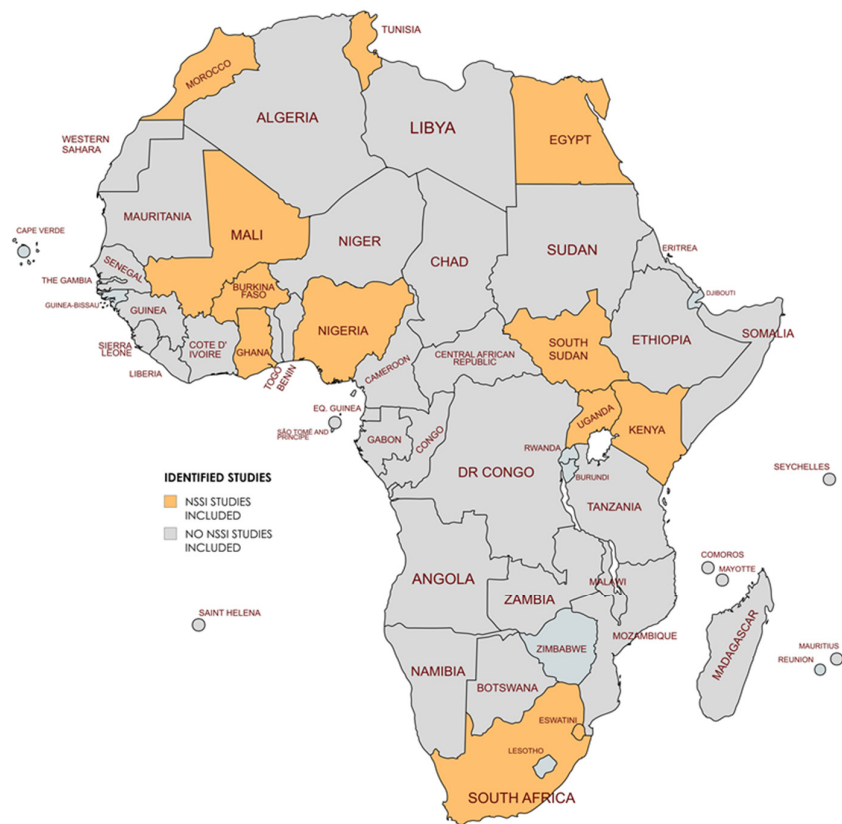 TUNISIA
MOROCCO
ALGERIA
LIBYA
EGYPT
WESTERN
SAHARA
MAURITANIA
MALI
NIGER
CHAD
SUDAN
ERITREA
CAPE VERDE
SENEGAL
THE GAMBIA
GUINEA-BISSAU
GUINEA
BURKINA
FASO
NIGERIA
DJIBOUTI
SIERRA
LEONE
COTE D'
IVOIRE
GHANA
LIBERIA
TOGO
BENIN
CAMEROON
CENTRAL AFRICAN
REPUBLIC
SOUTH
SUDAN
ETHIOPIA
SOMALIA
EQ. GUINEA
SÃO TOMÉ AND
PRINCIPE
GABON
CONGO
DR CONGO
UGANDA
KENYA
RWANDA
BURUNDI
TANZANIA
SEYCHELLES
IDENTIFIED STUDIES
NSSI STUDIES
INCLUDED
NO NSSI STUDIES
INCLUDED
COMOROS
MAYOTTE
ANGOLA
ZAMBIA
MALAWI
SAINT HELENA
MOZAMBIQUE
MADAGASCAR
MAURITIUS
REUNION
ZIMBABWE
NAMIBIA
BOTSWANA
ESWATINI
LESOTHO
SOUTH AFRICA